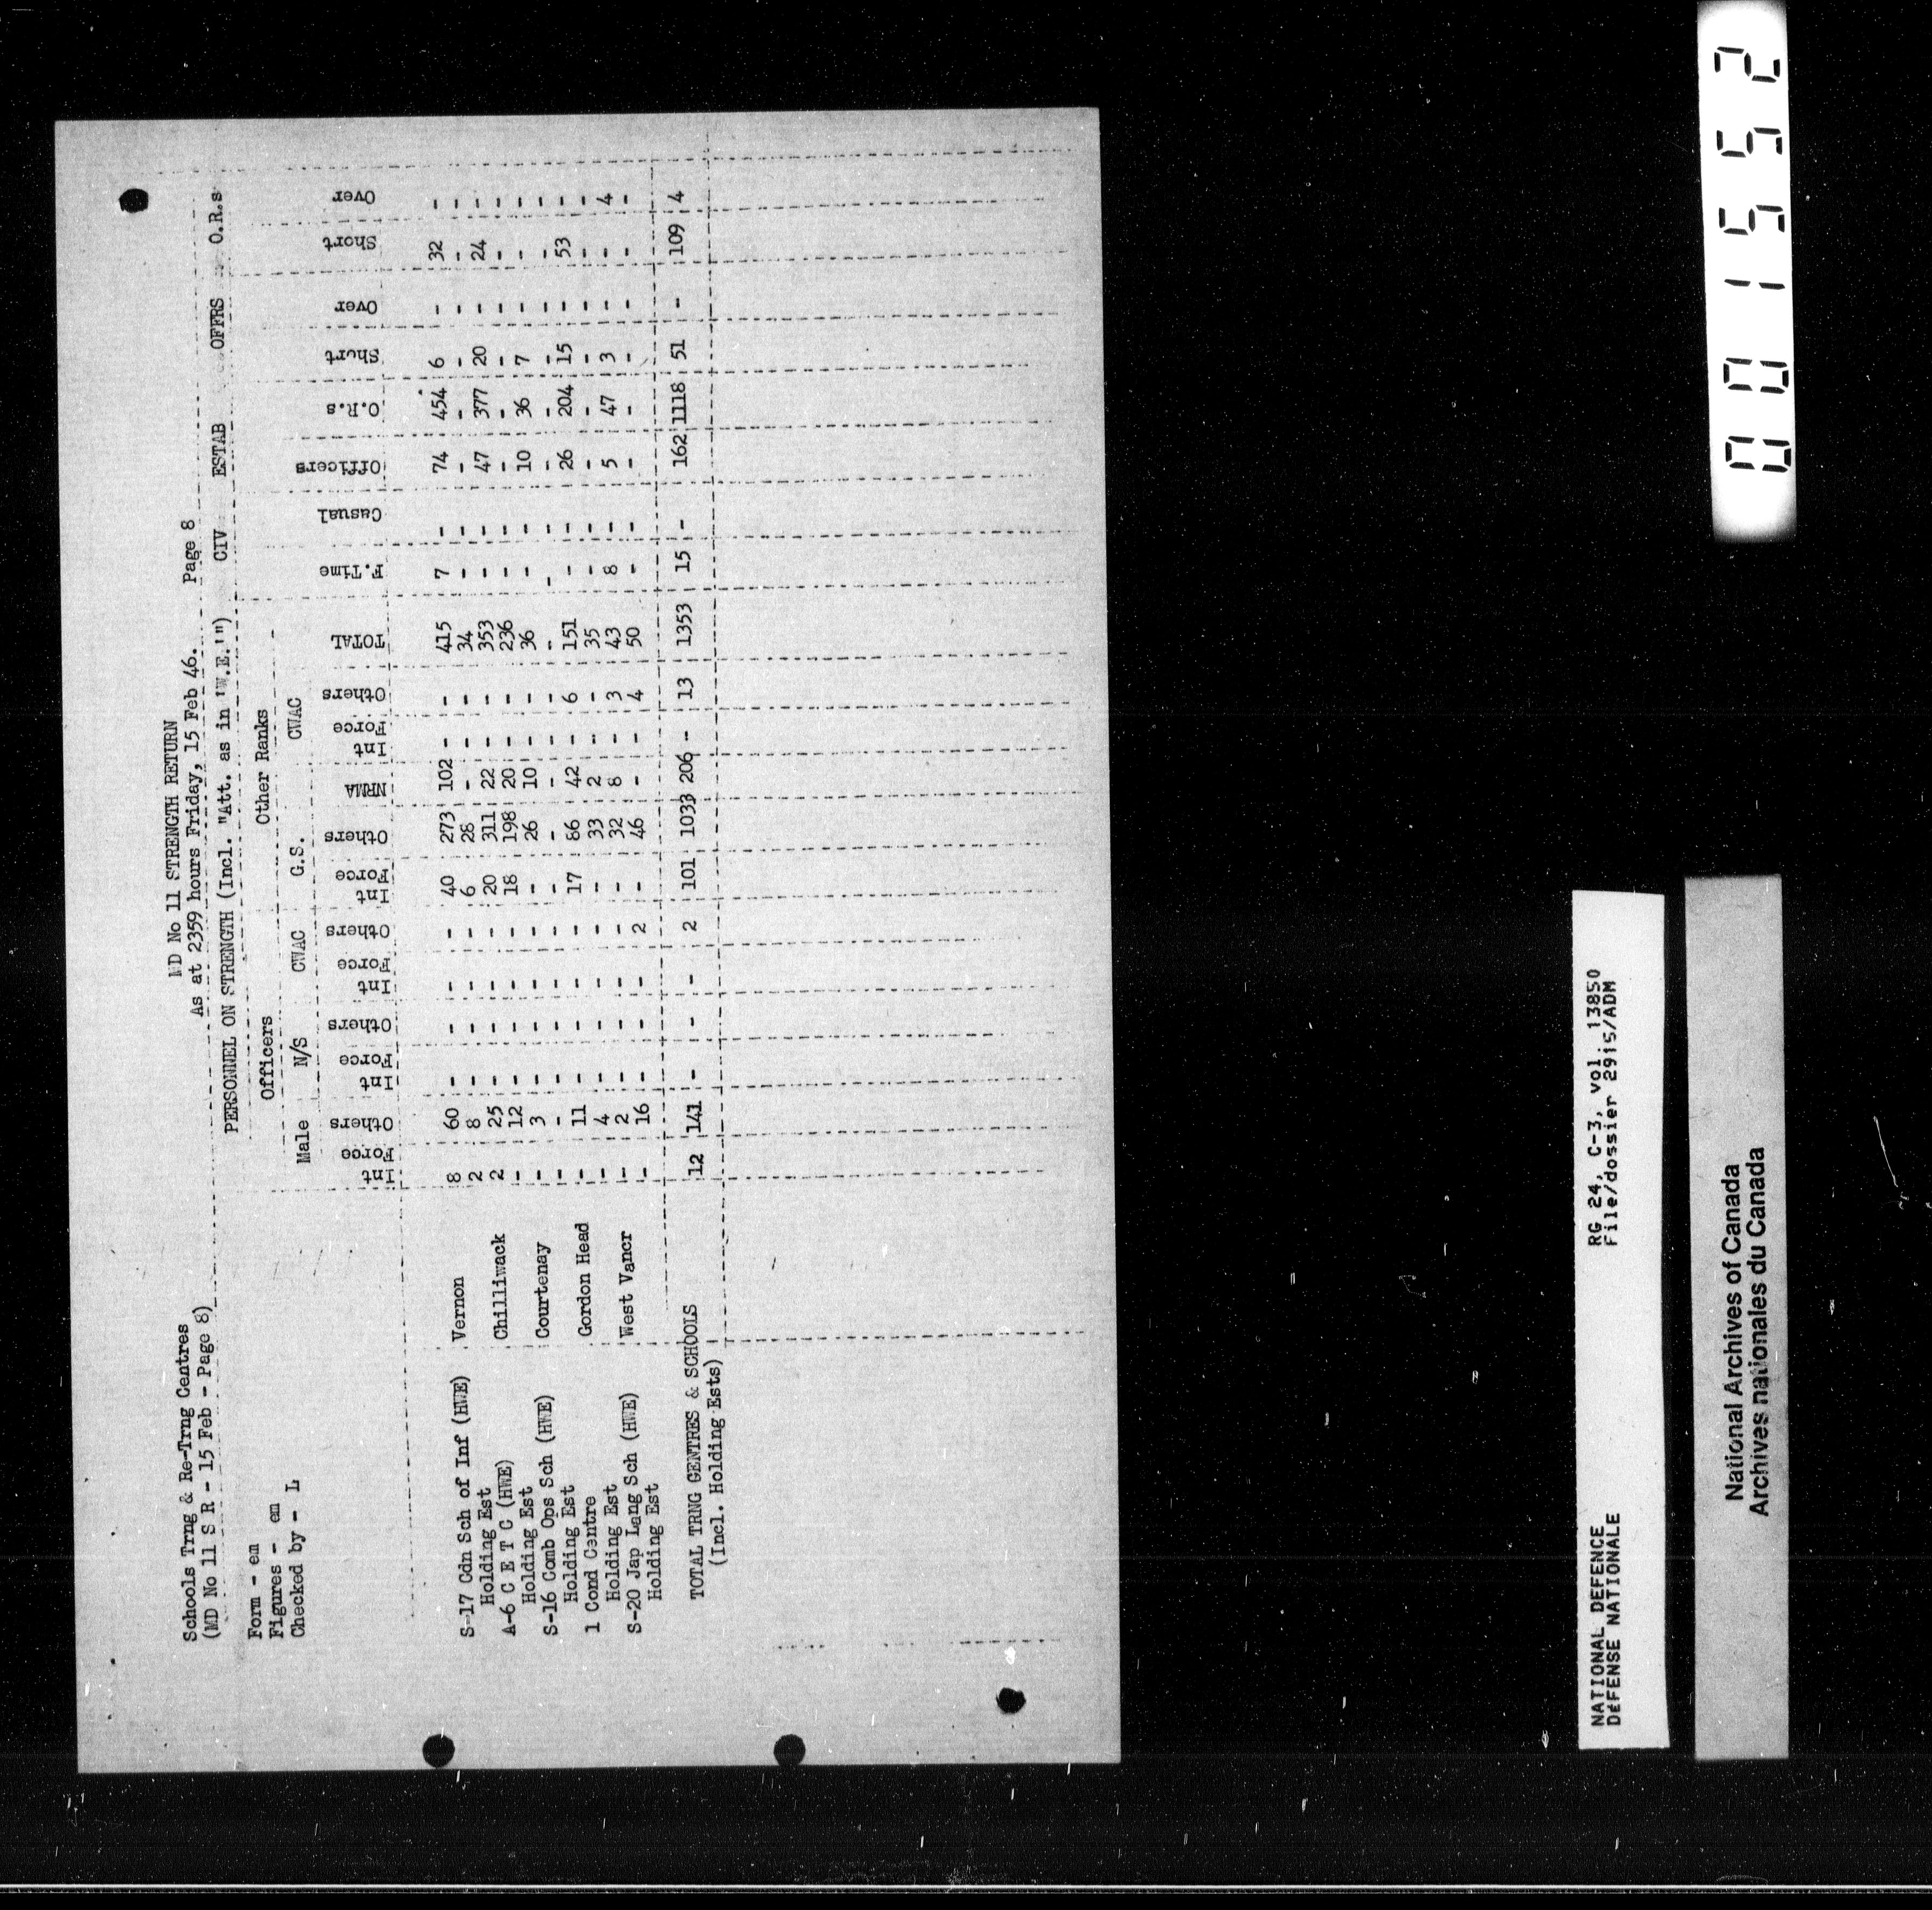 MD No 11 STRENGTH RETURN
Schools Trng & Re-Trng Centres As at 2359 hours Friday, 15 Feb 46. Page 8
(MD No 11 S R - 15 Feb - Page 8)
PERSONNEL ON STRENGTH (Incl. "Att. as in 'W.E.'") CIV ESTAB OFFRS O.R.s
Form - em Officers Other Ranks
Figures - em
Checked by - L Male N/S CWAC G.S. CWAC
Int Force Others Int Force Others Int Force Others Int Force Others NRMA Int Force Others TOTAL F.Time Casual Officers O.R.s Short Over Short Over
S-17 Cdn Sch of Inf (HWE) Vernon 8 60 - - - - 40 273 102 - - 415 7 - 74 454 6 - 32 -
Holding Est 2 8 - - - - 6 28 - - - 34 - - - - - - - -
A-6 C E T C (HWE) Chilliwack 2 25 - - - - 20 311 22 - - 353 - - 47 377 20 - 24 -
Holding Est - 12 - - - - 18 198 20 - - 236 - - - - - - - -
S-16 Comb Ops Sch (HWE) Courtenay - 3 - - - - - 26 10 - - 36 - - 10 36 7 - - -
Holding Est - - - - - - - - - - - - - - - - - - - -
1 Cond Centre Gordon Head - 11 - - - - 17 86 42 - 6 151 - - 26 204 15 - 53 -
Holding Est - 4 - - - - - 33 2 - - 35 - - - - - - - -
S-20 Jap Lang Sch (HWE) West Vancr - 2 - - - - - 32 8 - 3 43 8 - 5 47 3 - - 4
Holding Est - 16 - - - 2 - 46 - - 4 50 - - - - - - - -
TOTAL TRNG CENTRES & SCHOOLS 12 141 - - - 2 101 1033 206 - 13 1353 15 - 162 1118 51 - 109 4
(Incl. Holding Ests)
NATIONAL DEFENCE RG 24, C-3, vol. 13850
DÉFENSE NATIONALE File/dossier 2915/ADM
National Archives of Canada
Archives nationales du Canada
001552